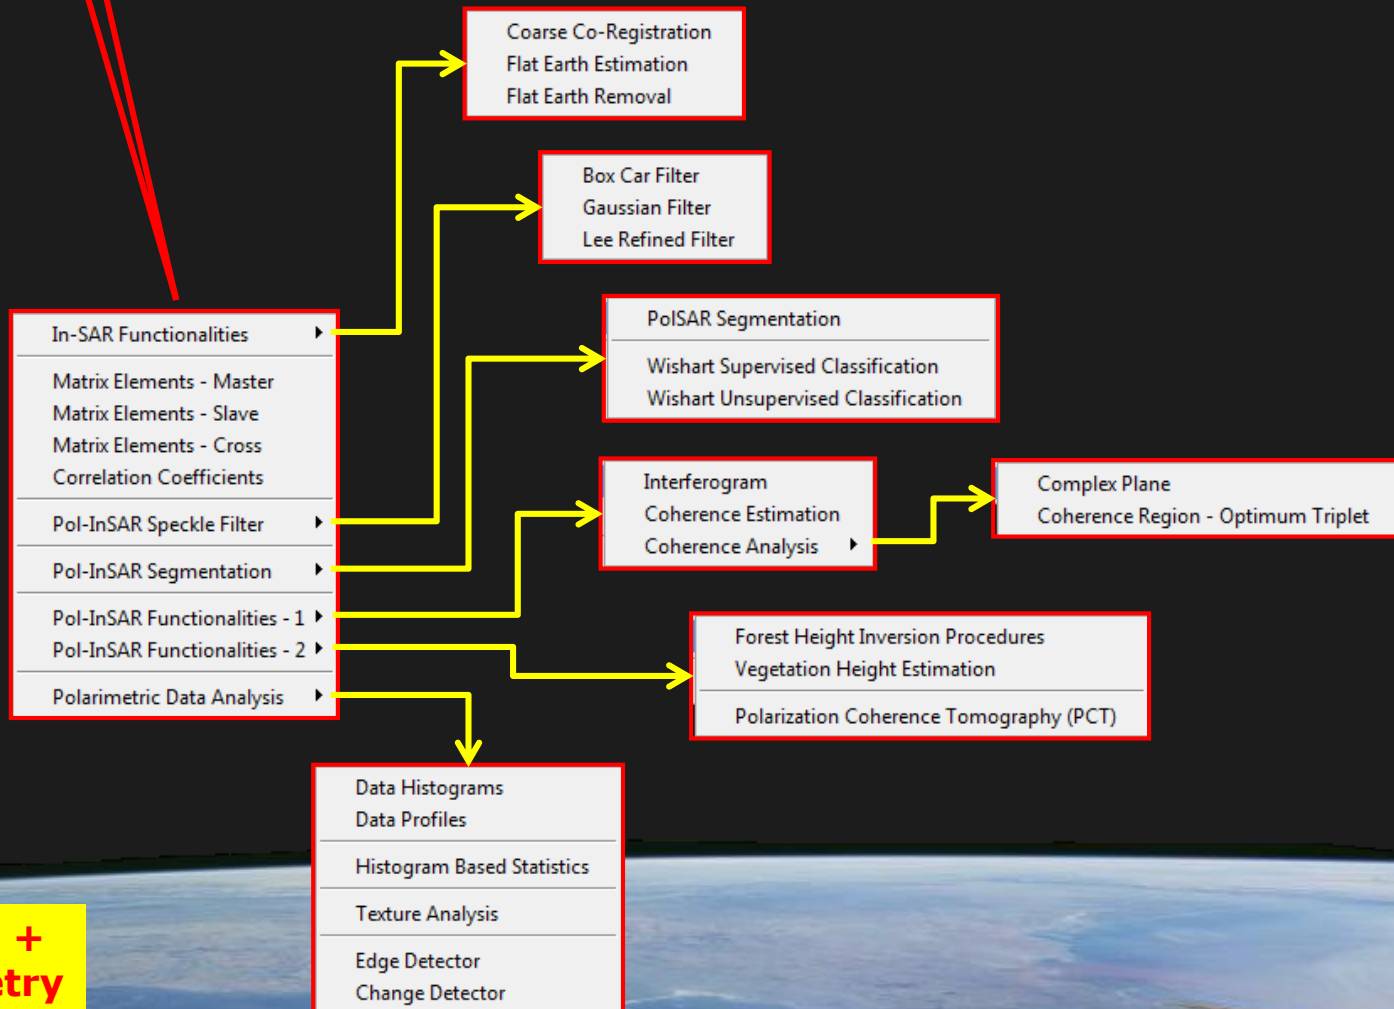 Coarse Co-Registration
Flat Earth Estimation
Flat Earth Removal
Box Car Filter
Gaussian Filter
Lee Refined Filter
In-SAR Functionalities
Matrix Elements - Master
Matrix Elements - Slave
Matrix Elements - Cross
Correlation Coefficients
Pol-InSAR Speckle Filter
Pol-InSAR Segmentation
Pol-InSAR Functionalities - 1
Pol-InSAR Functionalities - 2
Polarimetric Data Analysis
PolSAR Segmentation
Wishart Supervised Classification
Wishart Unsupervised Classification
Interferogram
Coherence Estimation
Coherence Analysis
Complex Plane
Coherence Region - Optimum Triplet
Forest Height Inversion Procedures
Vegetation Height Estimation
Polarization Coherence Tomography (PCT)
Data Histograms
Data Profiles
Histogram Based Statistics
Texture Analysis
Edge Detector
Change Detector
+
etry